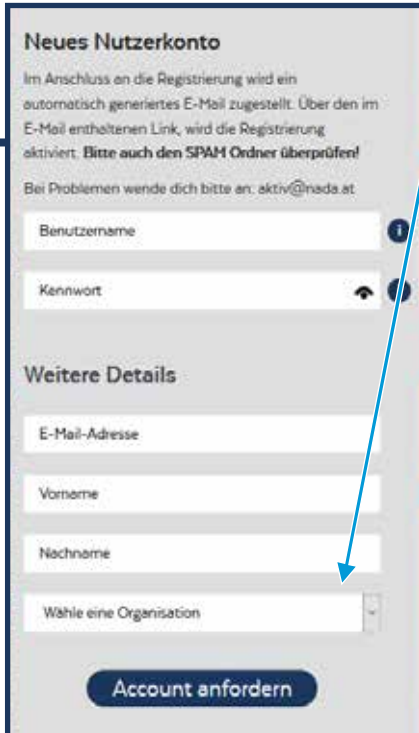 Neues Nutzerkonto
Im Anschluss an die Registrierung wird ein
automatisch generiertes E-Mail zugestellt. Über den im
E-Mail enthaltenen Link, wird die Registrierung
aktiviert. Bitte auch den SPAM Ordner überprüfen!
Bei Problemen wende dich bitte an: aktiv@nada.at
Benutzername
i
Kennwort
Weitere Details
E-Mail-Adresse
Vorname
Nachname
Wähle eine Organisation
Account anfordern